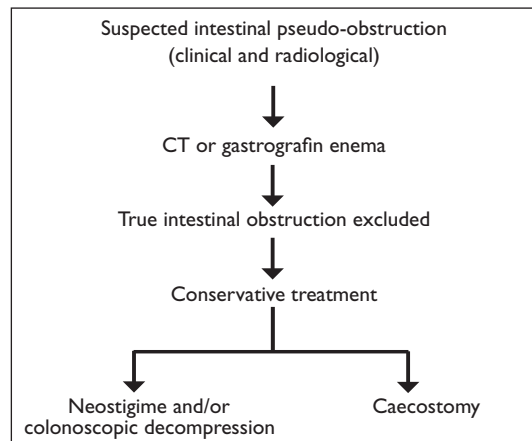 Suspected intestinal pseudo-obstruction
(clinical and radiological)
CT or gastrografin enema
True intestinal obstruction excluded
Conservative treatment
Neostigime and/or
colonoscopic decompression
Caecostomy